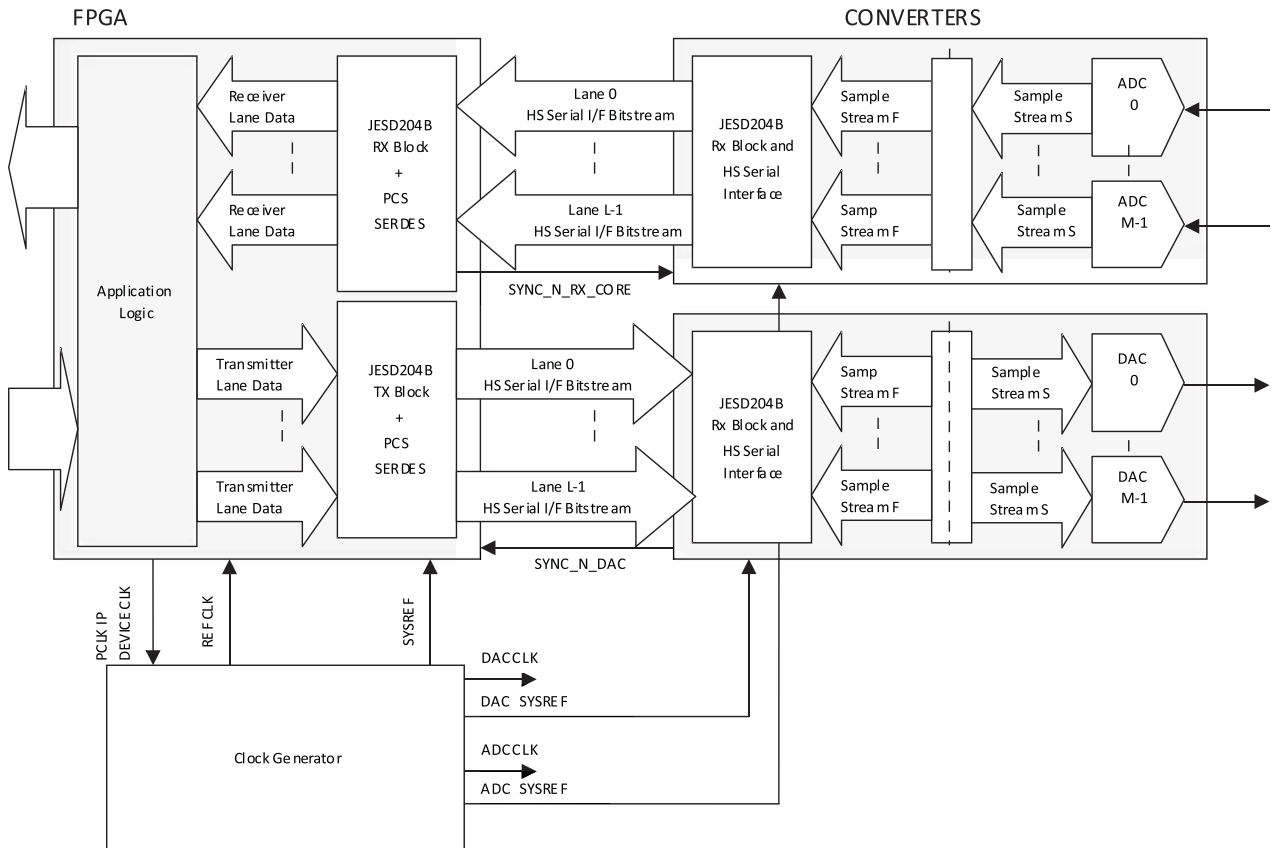 FPGA
CONVERTERS
Receiver
Lane Data
JESD204B
RX Block
+
PCS
SERDES
Lane 0
HS Serial I/F Bitstream
JESD204B
Rx Block and
HS Serial
Interface
Sample
Stream F
Sample
Stream S
ADC
0
Receiver
Lane Data
Lane L-1
HS Serial I/F Bitstream
Samp
Stream F
Sample
Stream S
ADC
M-1
Application
Logic
SYNC_N_RX_CORE
Transmitter
Lane Data
JESD204B
TX Block
+
PCS
SERDES
Lane 0
HS Serial I/F Bitstream
JESD204B
Rx Block and
HS Serial
Interface
Samp
Stream F
Sample
Stream S
DAC
0
Transmitter
Lane Data
Lane L-1
HS Serial I/F Bitstream
Sample
Stream F
Sample
Stream S
DAC
M-1
SYNC_N_DAC
PCLK IP
DEVICE CLK
REF CLK
SYSREF
DACCLK
DAC SYSREF
Clock Generator
ADCCLK
ADC SYSREF